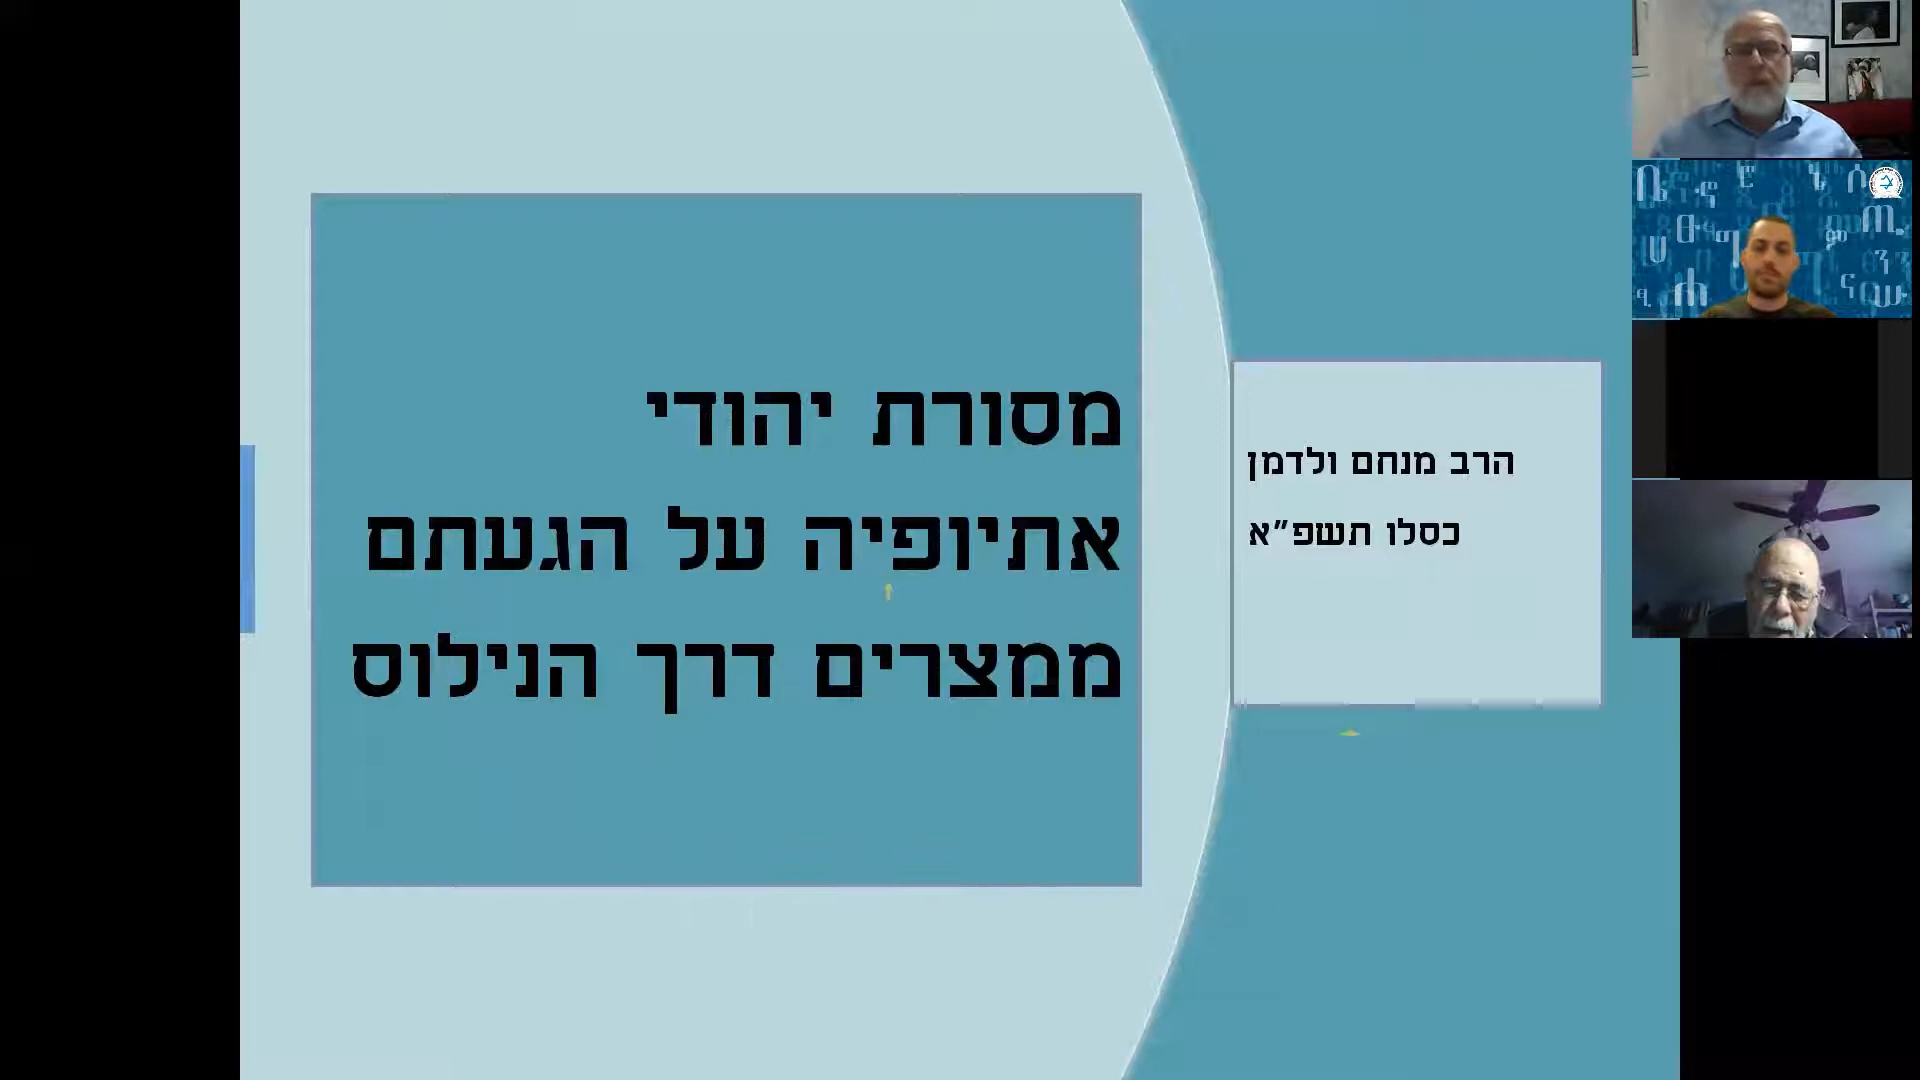 מסורת יהודי
אתיופיה על הגעתם
ממצרים דרך הנילוס
הרב מנחם ולדמן
כסלו תשפ"א